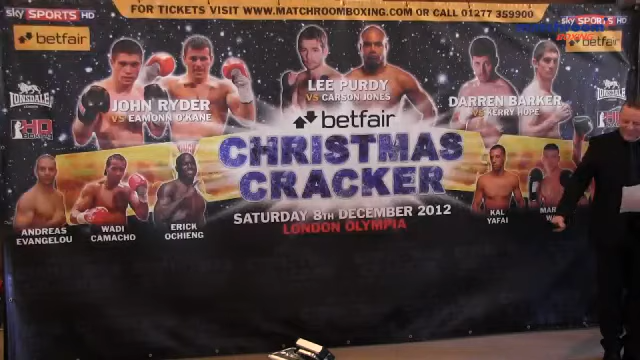 FOR TICKETS VISIT WWW.MATCHROOMBOXING.COM OR CALL 01277 359900
sky SPORTS HD
betfair
sky SPORTS HD
betfair
LONSDALE
LONDON
HD
LONSDALE
JOHN RYDER
VS EAMONN O'KANE
LEE PURDY
VS CARSON JONES
DARREN BARKER
VS KERRY HOPE
betfair
CHRISTMAS
CRACKER
SATURDAY 8TH DECEMBER 2012
LONDON OLYMPIA
ANDREAS
EVANGELOU
WADI
CAMACHO
ERICK
OCHIENG
KAL
YAFAI